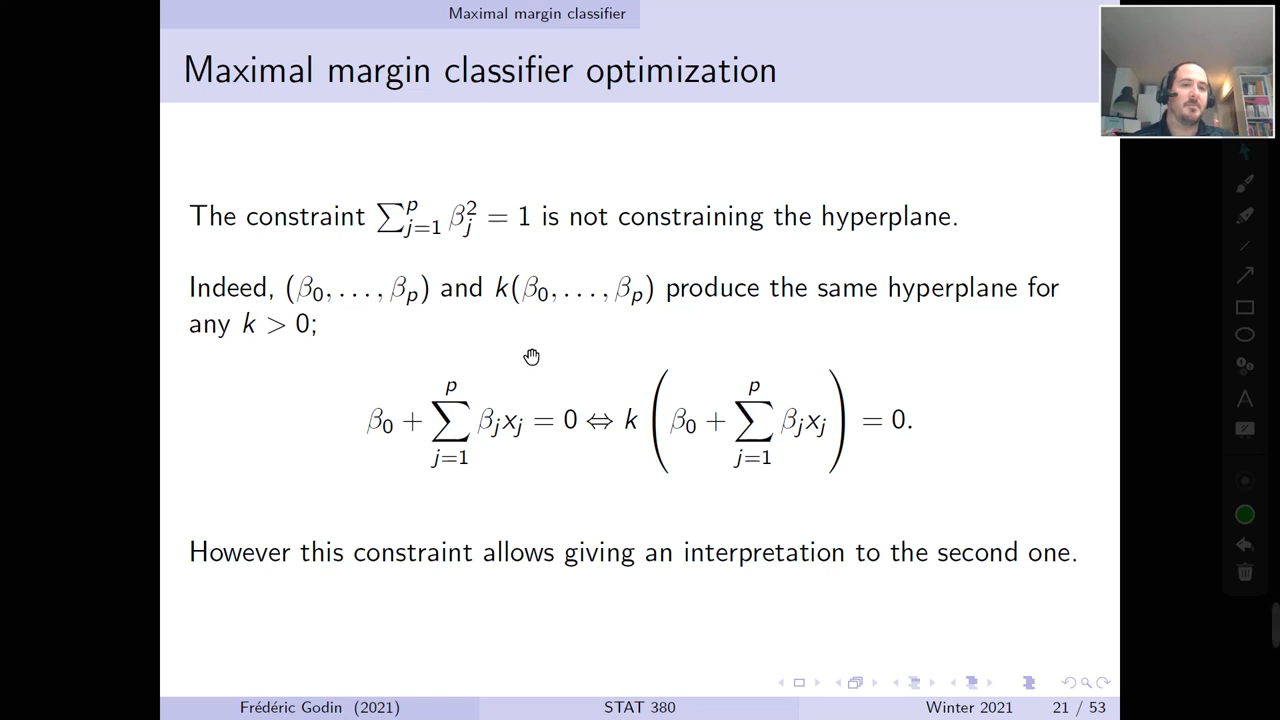 Maximal margin classifier
Maximal margin classifier optimization
The constraint ∑_{j=1}^{p} β_j^2 = 1 is not constraining the hyperplane.
Indeed, (β_0, . . . , β_p) and k(β_0, . . . , β_p) produce the same hyperplane for
any k > 0;
β_0 + ∑_{j=1}^{p} β_j x_j = 0 ⇔ k (β_0 + ∑_{j=1}^{p} β_j x_j) = 0.
However this constraint allows giving an interpretation to the second one.
Frédéric Godin (2021) STAT 380 Winter 2021 21 / 53